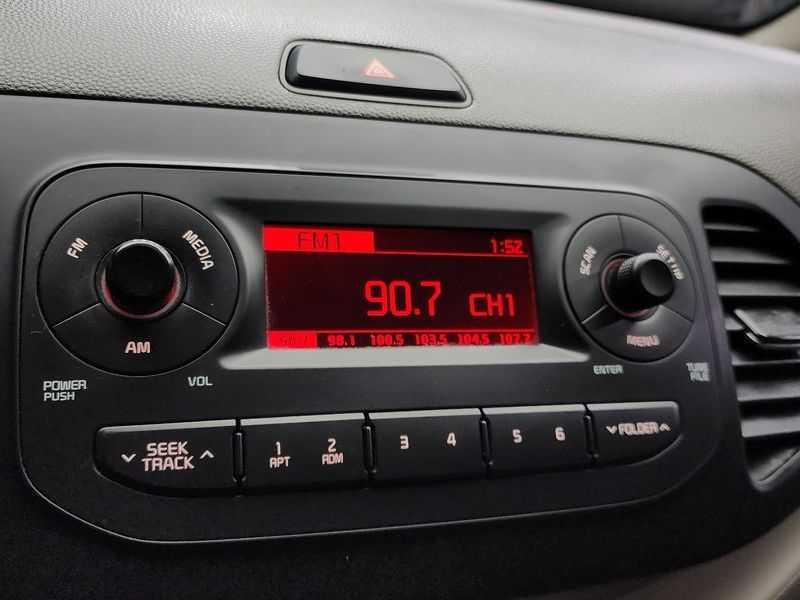 FM
MEDIA
AM
POWER
PUSH
VOL
FM1 1:52
90.7 CH1
90.7 98.1 100.5 103.5 104.5 107.7
SCAN
SETUP
MENU
ENTER
TUNE
FILE
SEEK
TRACK
1
RPT
2
RDM
3 4
5 6
FOLDER